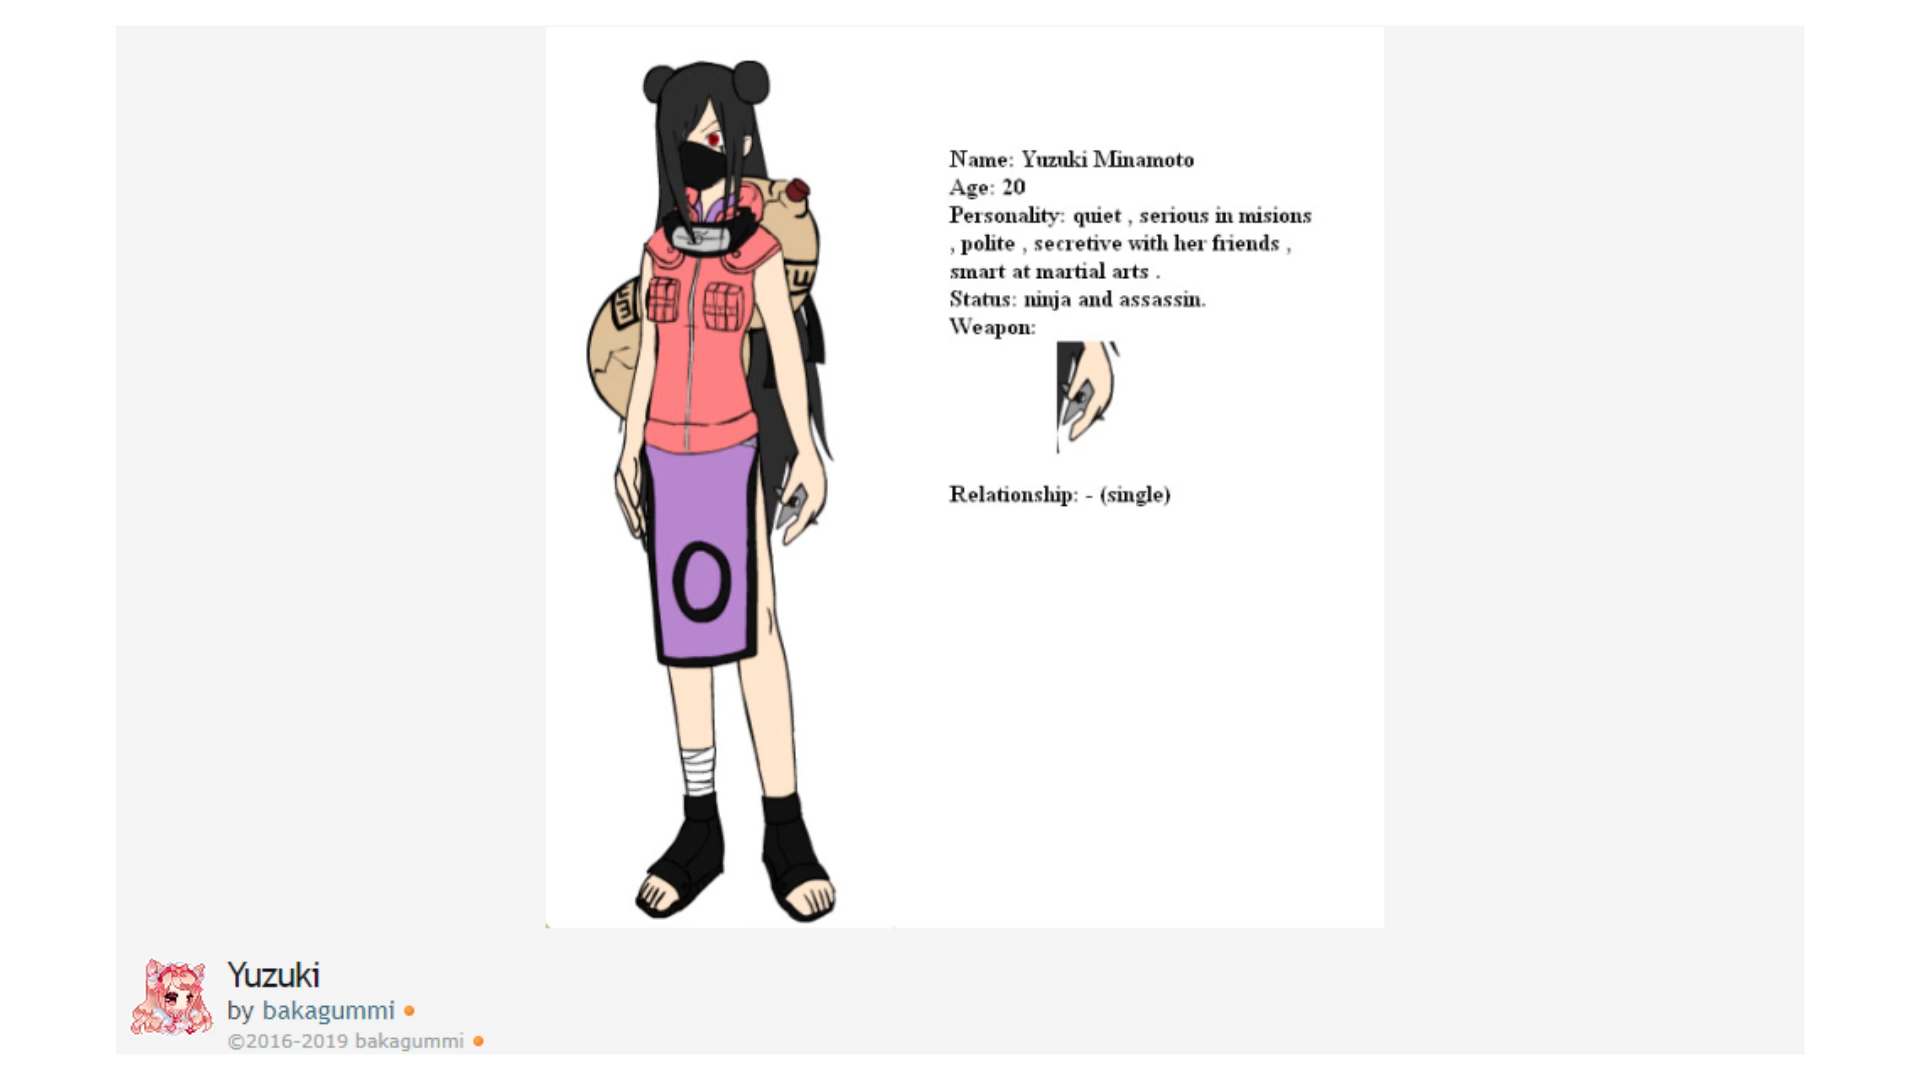 Name: Yuzuki Minamoto
Age: 20
Personality: quiet , serious in misions
, polite , secretive with her friends ,
smart at martial arts .
Status: ninja and assassin.
Weapon:
Relationship: - (single)
Yuzuki
by bakagummi
©2016-2019 bakagummi